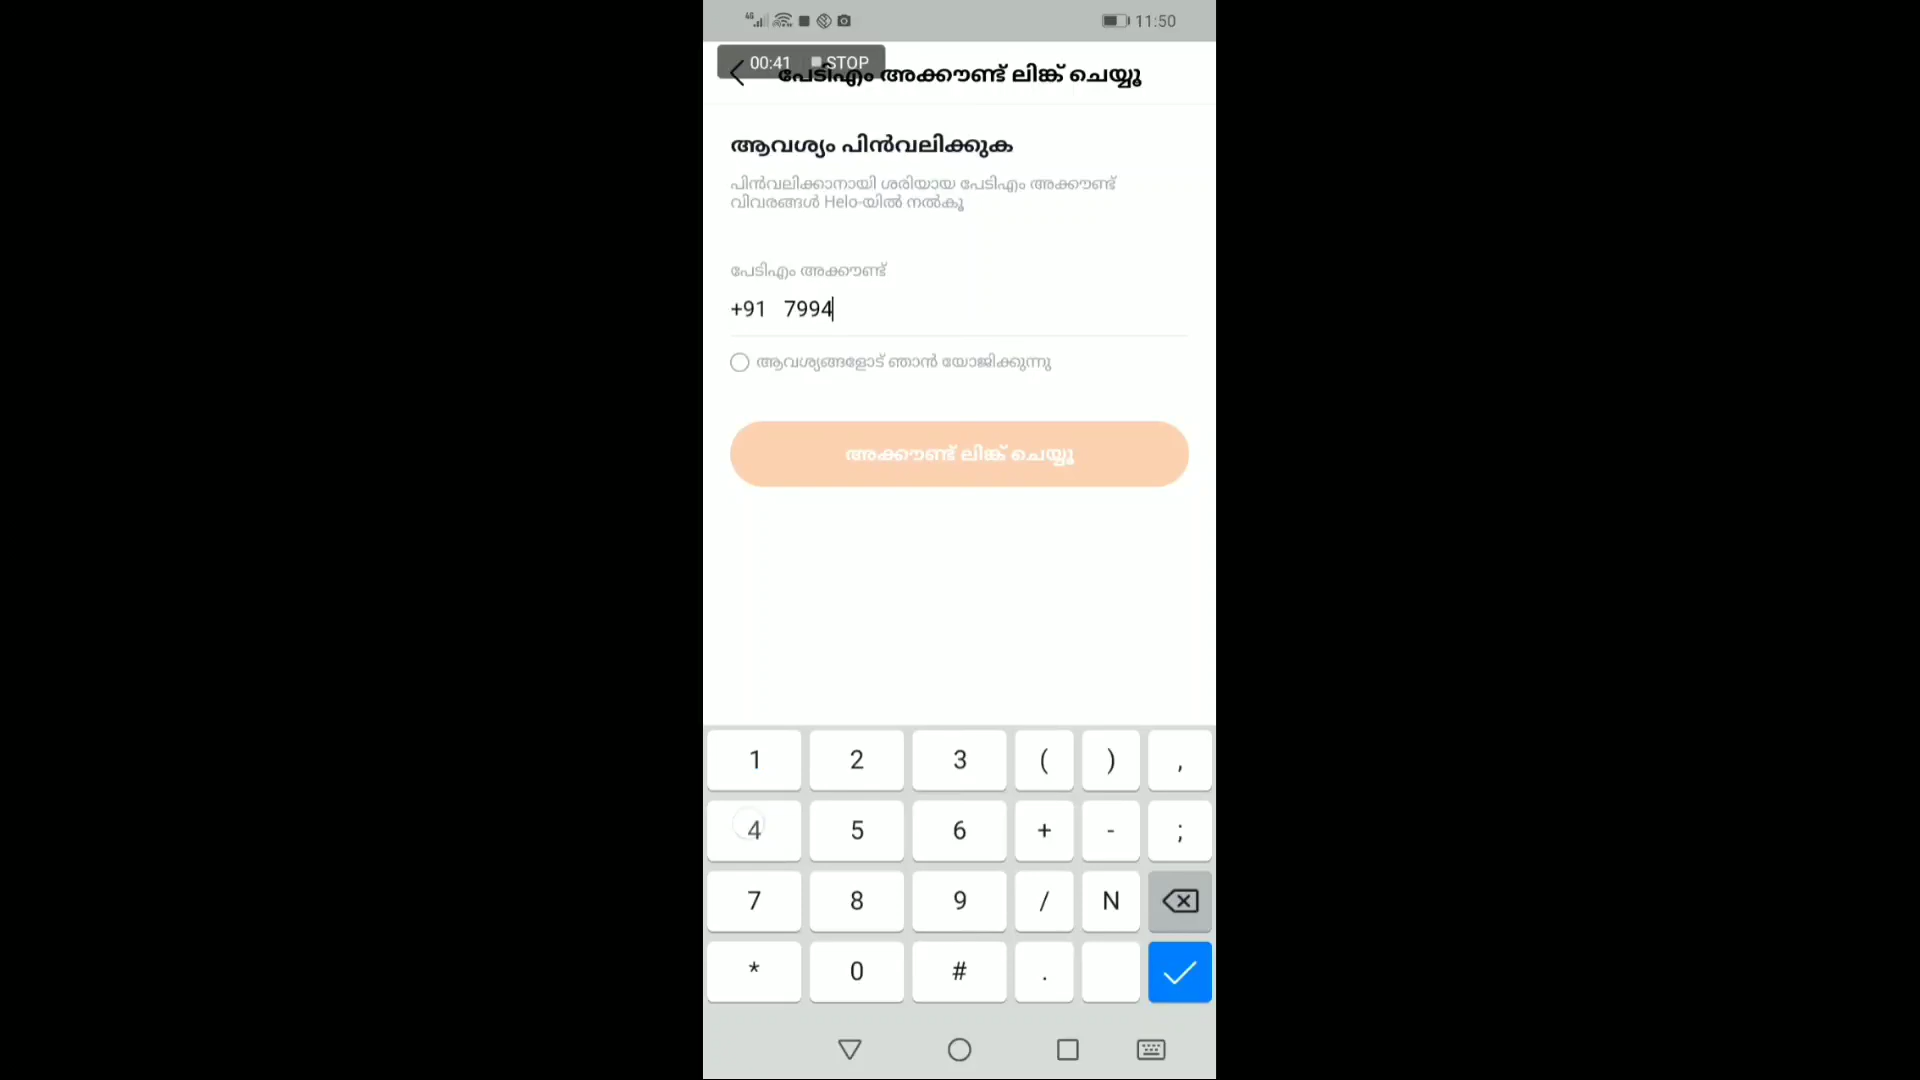 4G 11:50
00:41 STOP
പേടിഎം അക്കൗണ്ട് ലിങ്ക് ചെയ്യൂ
ആവശ്യം പിൻവലിക്കുക
പിൻവലിക്കാനായി ശരിയായ പേടിഎം അക്കൗണ്ട്
വിവരങ്ങൾ Helo-യിൽ നൽകൂ
പേടിഎം അക്കൗണ്ട്
+91 7994
ആവശ്യങ്ങളോട് ഞാൻ യോജിക്കുന്നു
അക്കൗണ്ട് ലിങ്ക് ചെയ്യൂ
1 2 3 ( ) ,
4 5 6 + - ;
7 8 9 / N
* 0 # .